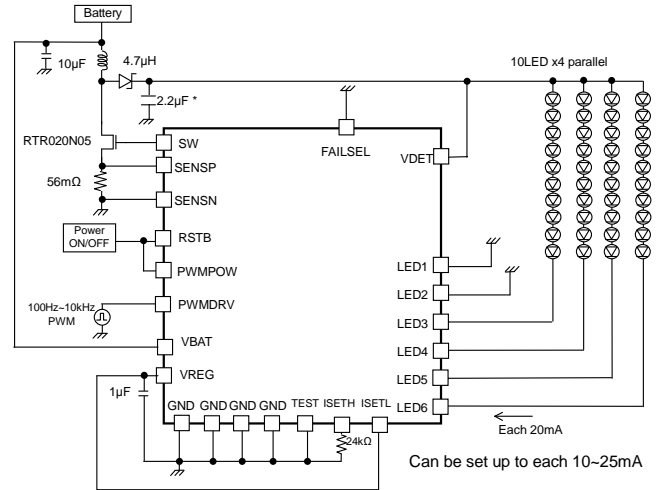 Battery
10µF
4.7µH
2.2µF *
10LED x4 parallel
RTR020N05
56mΩ
Power
ON/OFF
100Hz~10kHz
PWM
1µF
SW
SENSP
SENSN
RSTB
PWMPOW
PWMDRV
VBAT
VREG
FAILSEL
VDET
LED1
LED2
LED3
LED4
LED5
LED6
GND GND GND GND TEST ISETH ISETL
24kΩ
Each 20mA
Can be set up to each 10~25mA